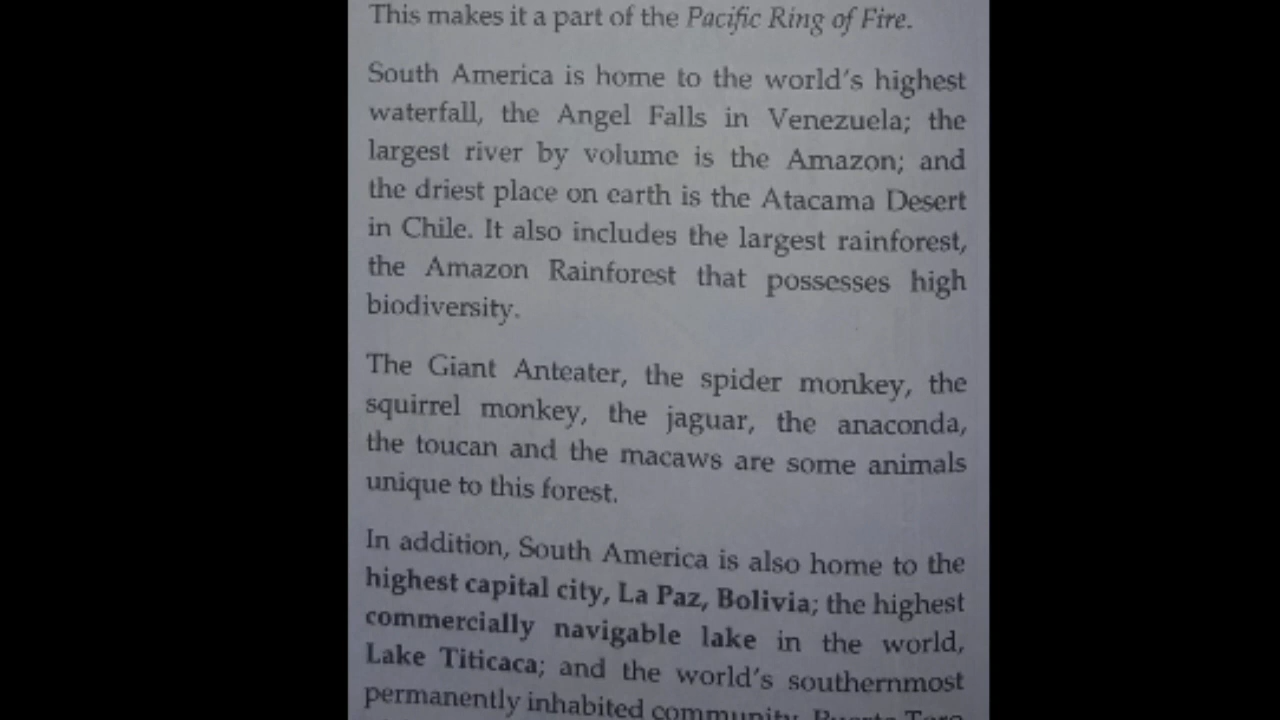 This makes it a part of the Pacific Ring of Fire.
South America is home to the world's highest
waterfall, the Angel Falls in Venezuela; the
largest river by volume is the Amazon; and
the driest place on earth is the Atacama Desert
in Chile. It also includes the largest rainforest,
the Amazon Rainforest that possesses high
biodiversity.
The Giant Anteater, the spider monkey, the
squirrel monkey, the jaguar, the anaconda,
the toucan and the macaws are some animals
unique to this forest.
In addition, South America is also home to the
highest capital city, La Paz, Bolivia; the highest
commercially navigable lake in the world,
Lake Titicaca; and the world's southernmost
permanently inhabited community,